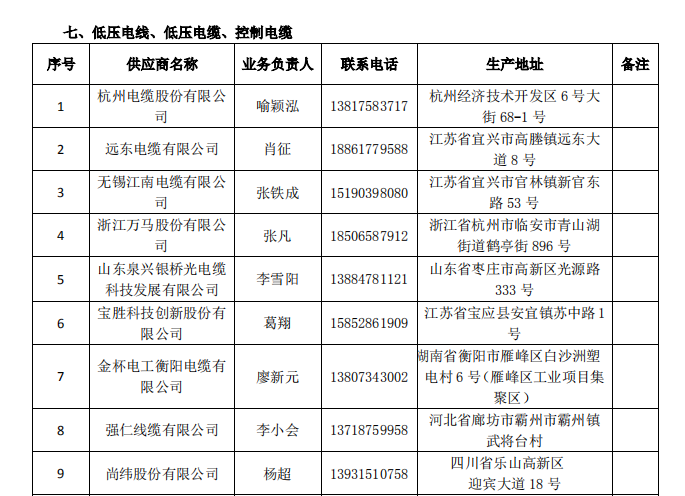 七、低压电线、低压电缆、控制电缆
序号 供应商名称 业务负责人 联系电话 生产地址 备注
1 杭州电缆股份有限公 喻颖泓 13817583717 杭州经济技术开发区 6 号大
司 街 68-1 号
2 远东电缆有限公司 肖征 18861779588 江苏省宜兴市高塍镇远东大
道 8 号
3 无锡江南电缆有限公 张铁成 15190398080 江苏省宜兴市官林镇新官东
司 路 53 号
4 浙江万马股份有限公 张凡 18506587912 浙江省杭州市临安市青山湖
司 街道鹤亭街 896 号
5 山东泉兴银桥光电缆 李雪阳 13884781121 山东省枣庄市高新区光源路
科技发展有限公司 333 号
6 宝胜科技创新股份有 葛翔 15852861909 江苏省宝应县安宜镇苏中路 1
限公司 号
7 金杯电工衡阳电缆有 廖新元 13807343002 湖南省衡阳市雁峰区白沙洲塑
限公司 电村 6 号（雁峰区工业项目集
聚区）
8 强仁线缆有限公司 李小会 13718759958 河北省廊坊市霸州市霸州镇
武将台村
9 尚纬股份有限公司 杨超 13931510758 四川省乐山高新区
迎宾大道 18 号